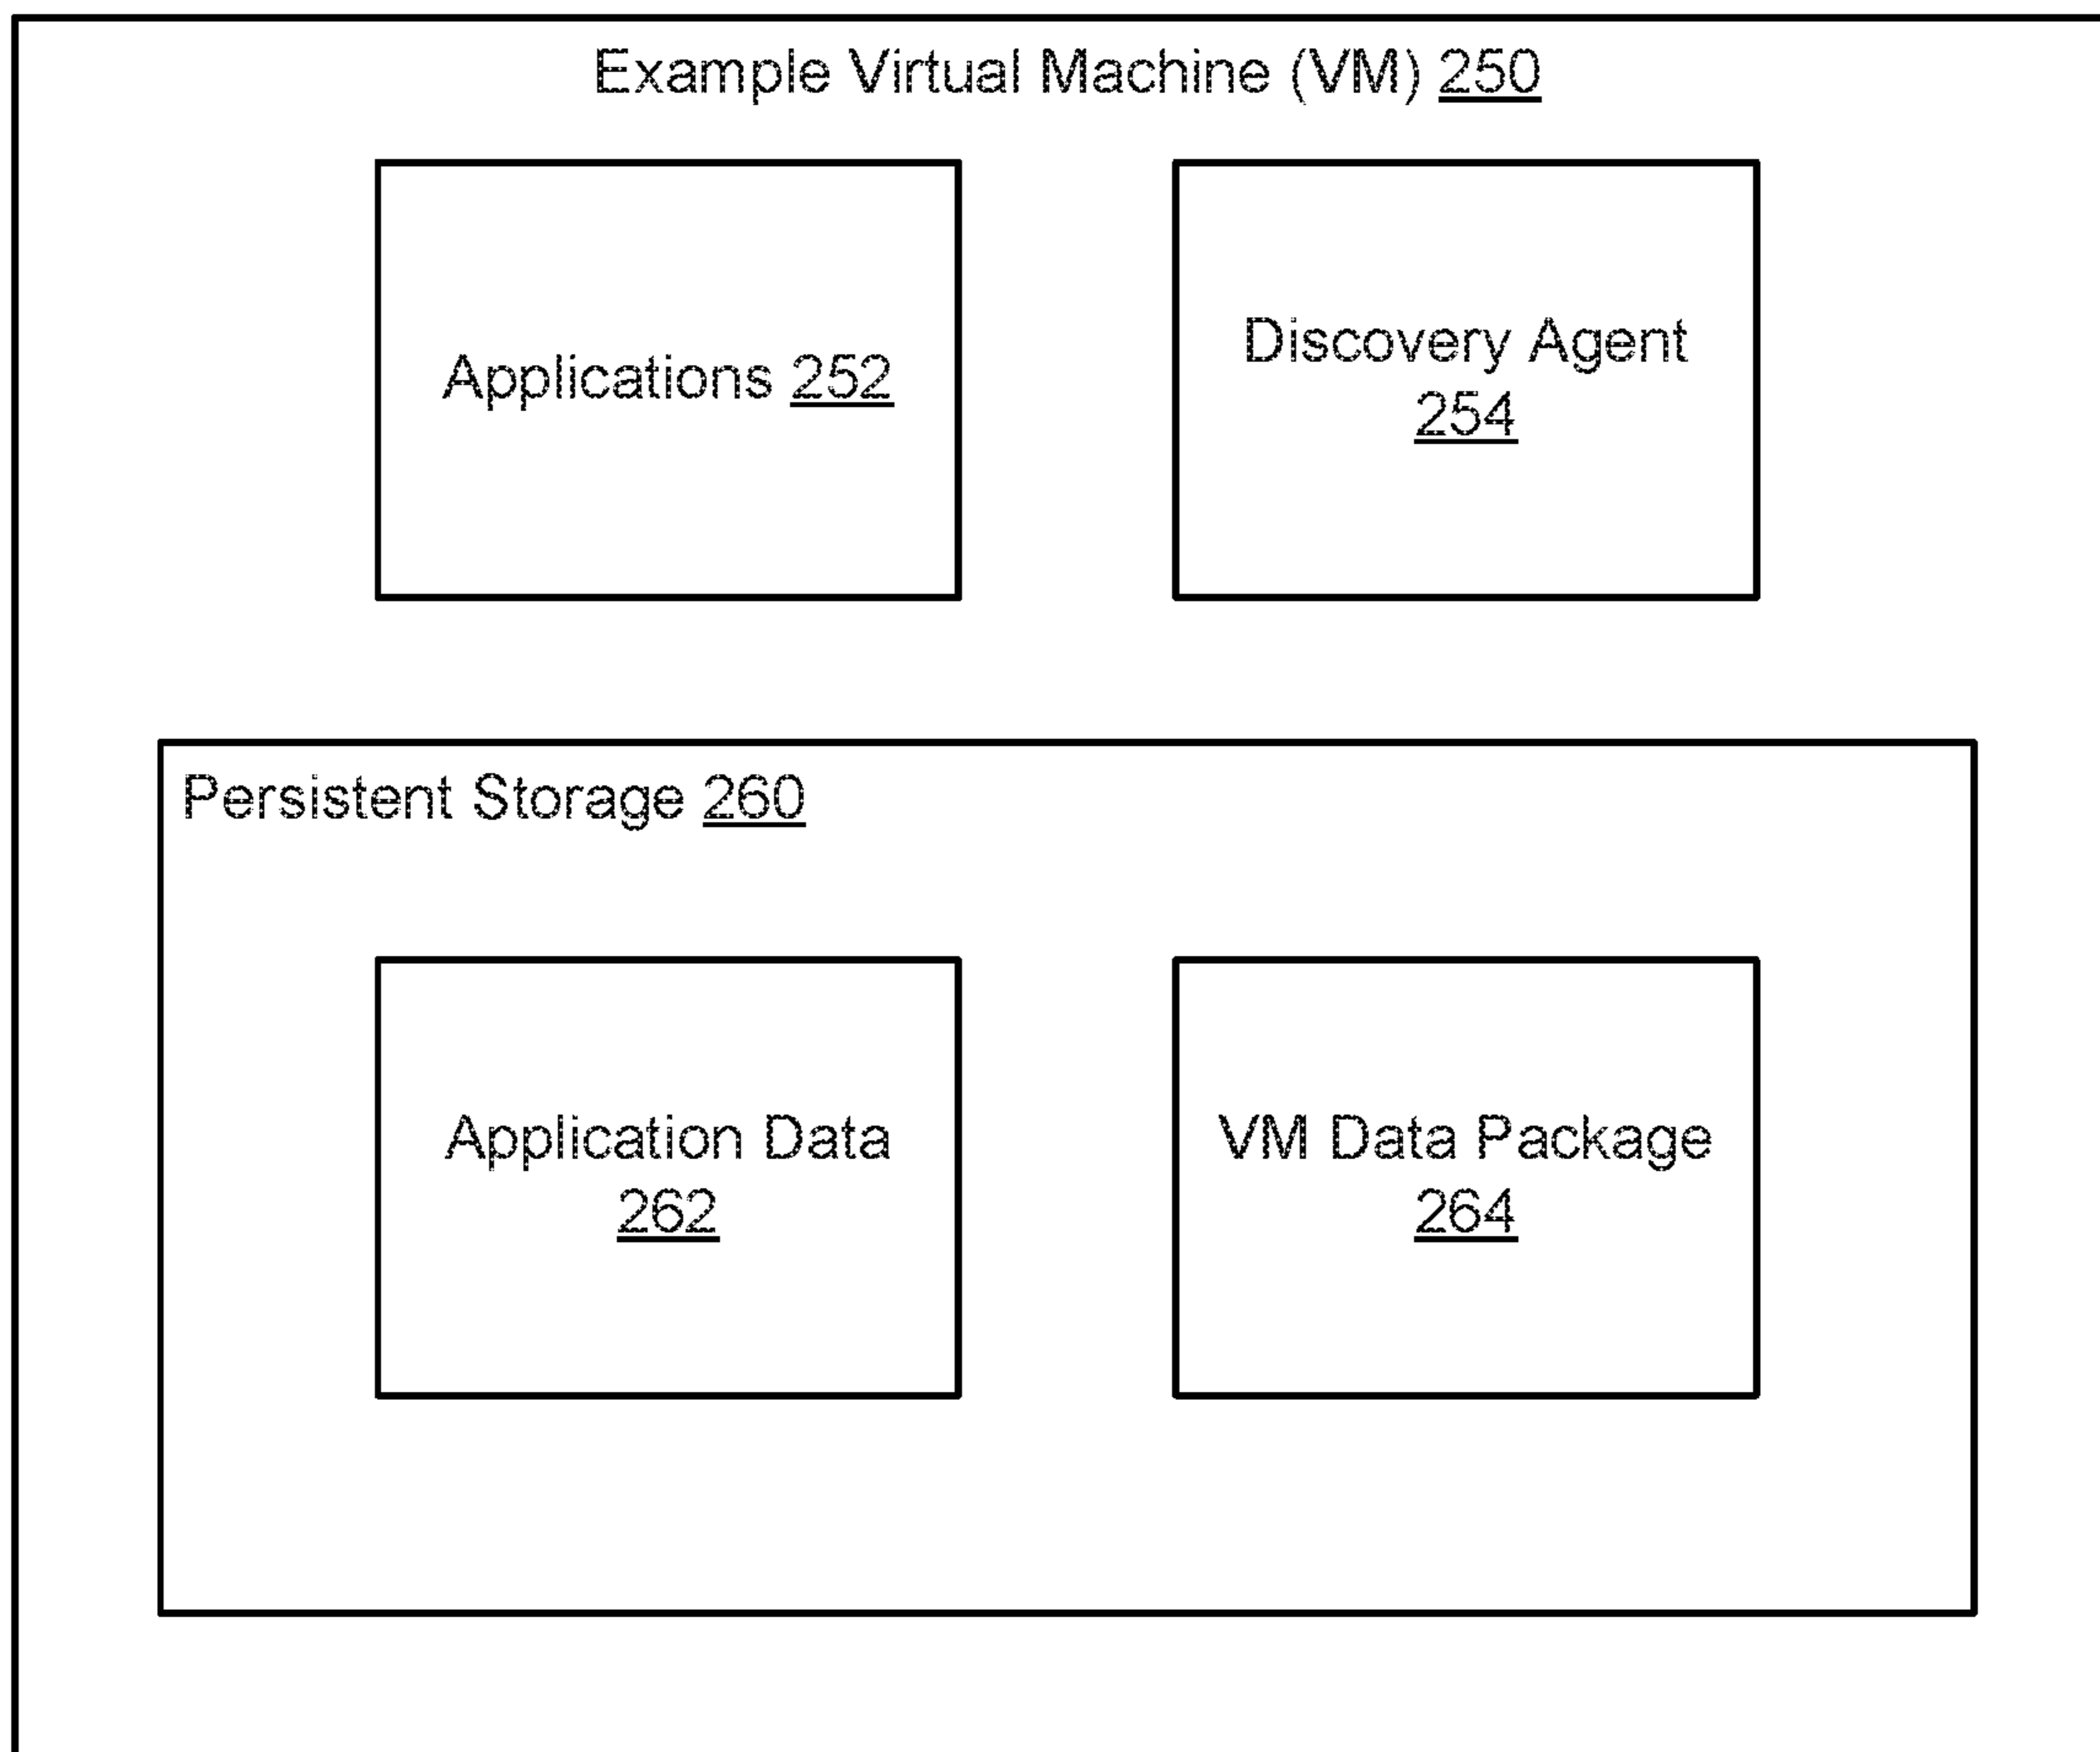 Example Virtual Machine (VM) 250
Applications 252
Discovery Agent
254
Persistent Storage 260
Application Data
262
VM Data Package
264